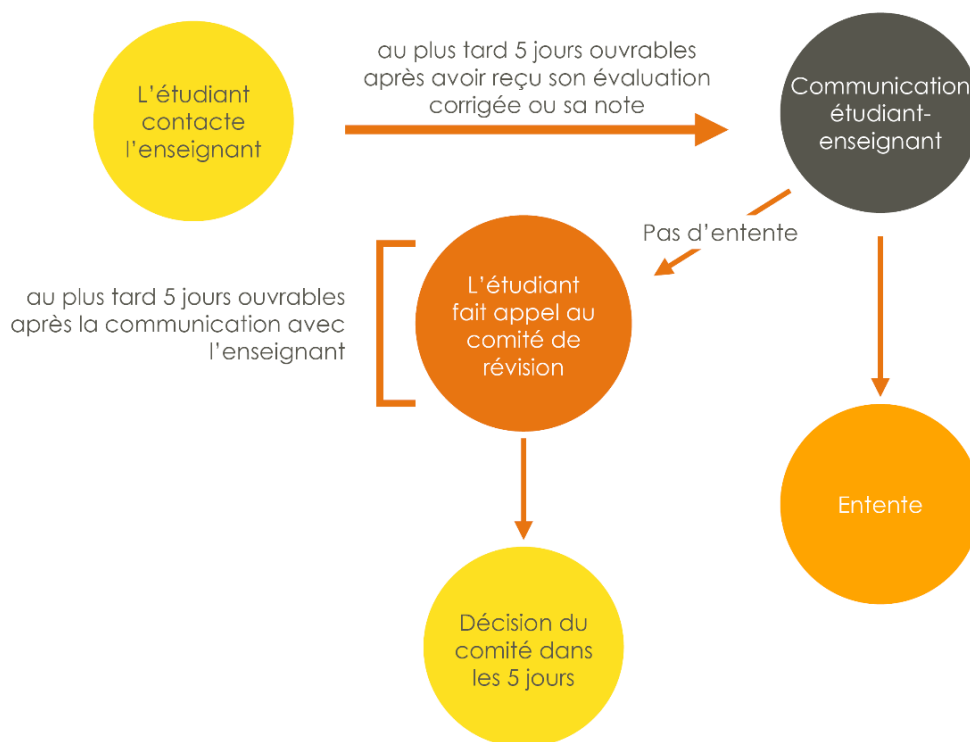 L'étudiant
contacte
l'enseignant
au plus tard 5 jours ouvrables
après avoir reçu son évaluation
corrigée ou sa note
Communication
étudiant-
enseignant
Pas d'entente
au plus tard 5 jours ouvrables
après la communication avec
l'enseignant
L'étudiant
fait appel au
comité de
révision
Entente
Décision du
comité dans
les 5 jours